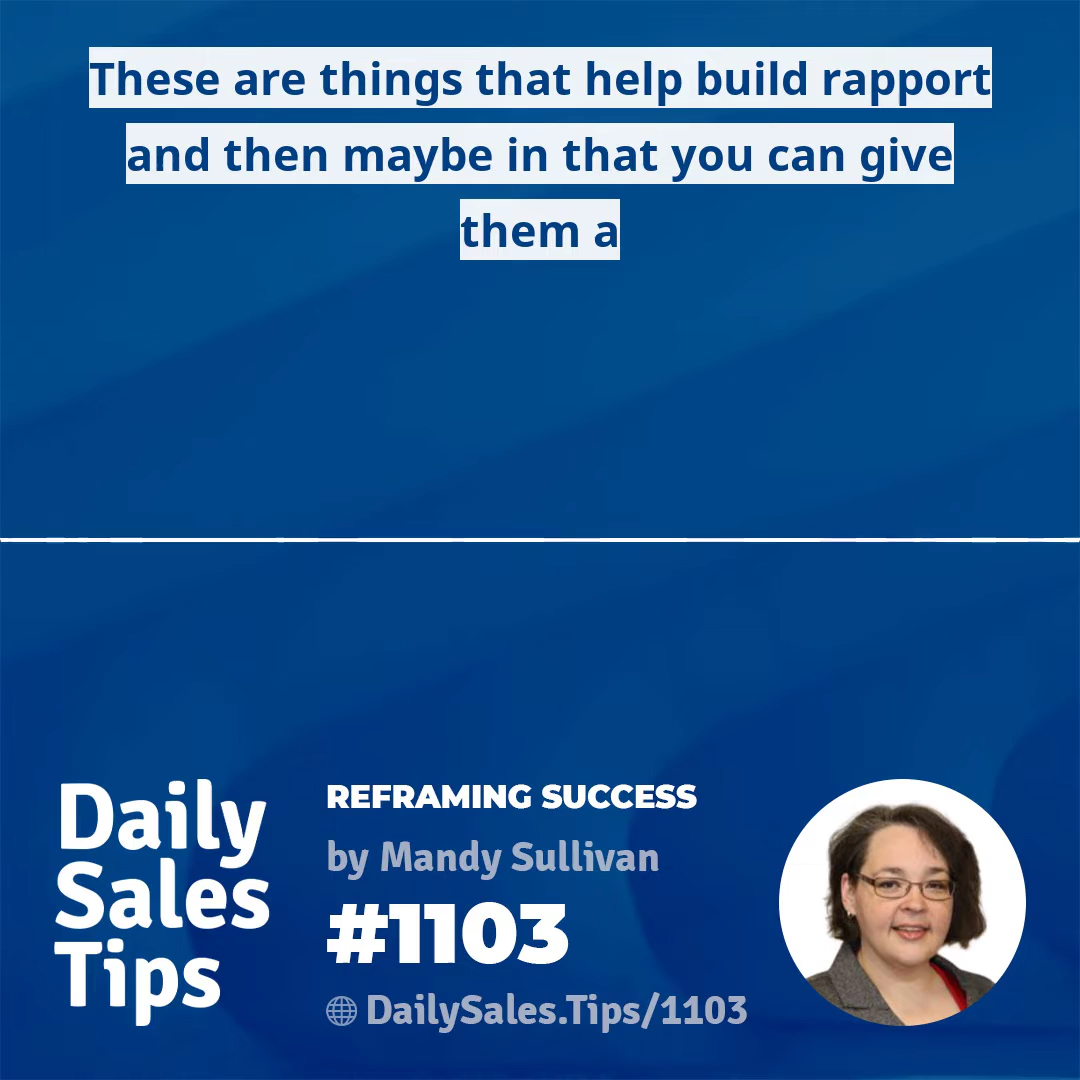 These are things that help build rapport
and then maybe in that you can give
them a
Daily
Sales
Tips
REFRAMING SUCCESS
by Mandy Sullivan
#1103
DailySales.Tips/1103